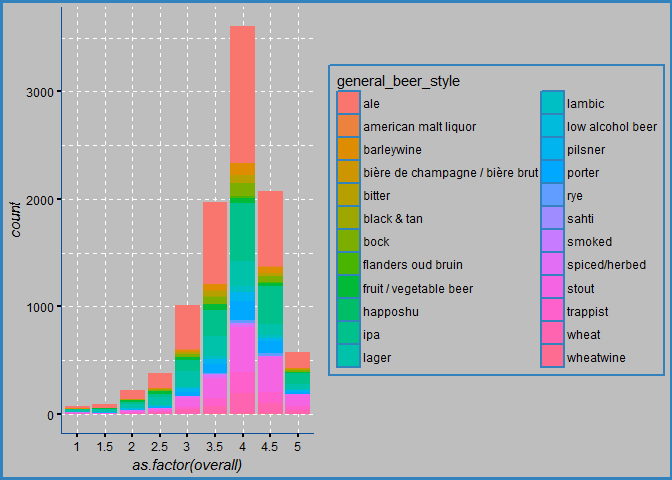 3000
2000
1000
0
count
1
1.5
2
2.5
3
3.5
4
4.5
5
as.factor(overall)
general_beer_style
ale
american malt liquor
barleywine
bière de champagne / bière brut
bitter
black & tan
bock
flanders oud bruin
fruit / vegetable beer
happoshu
ipa
lager
lambic
low alcohol beer
pilsner
porter
rye
sahti
smoked
spiced/herbed
stout
trappist
wheat
wheatwine